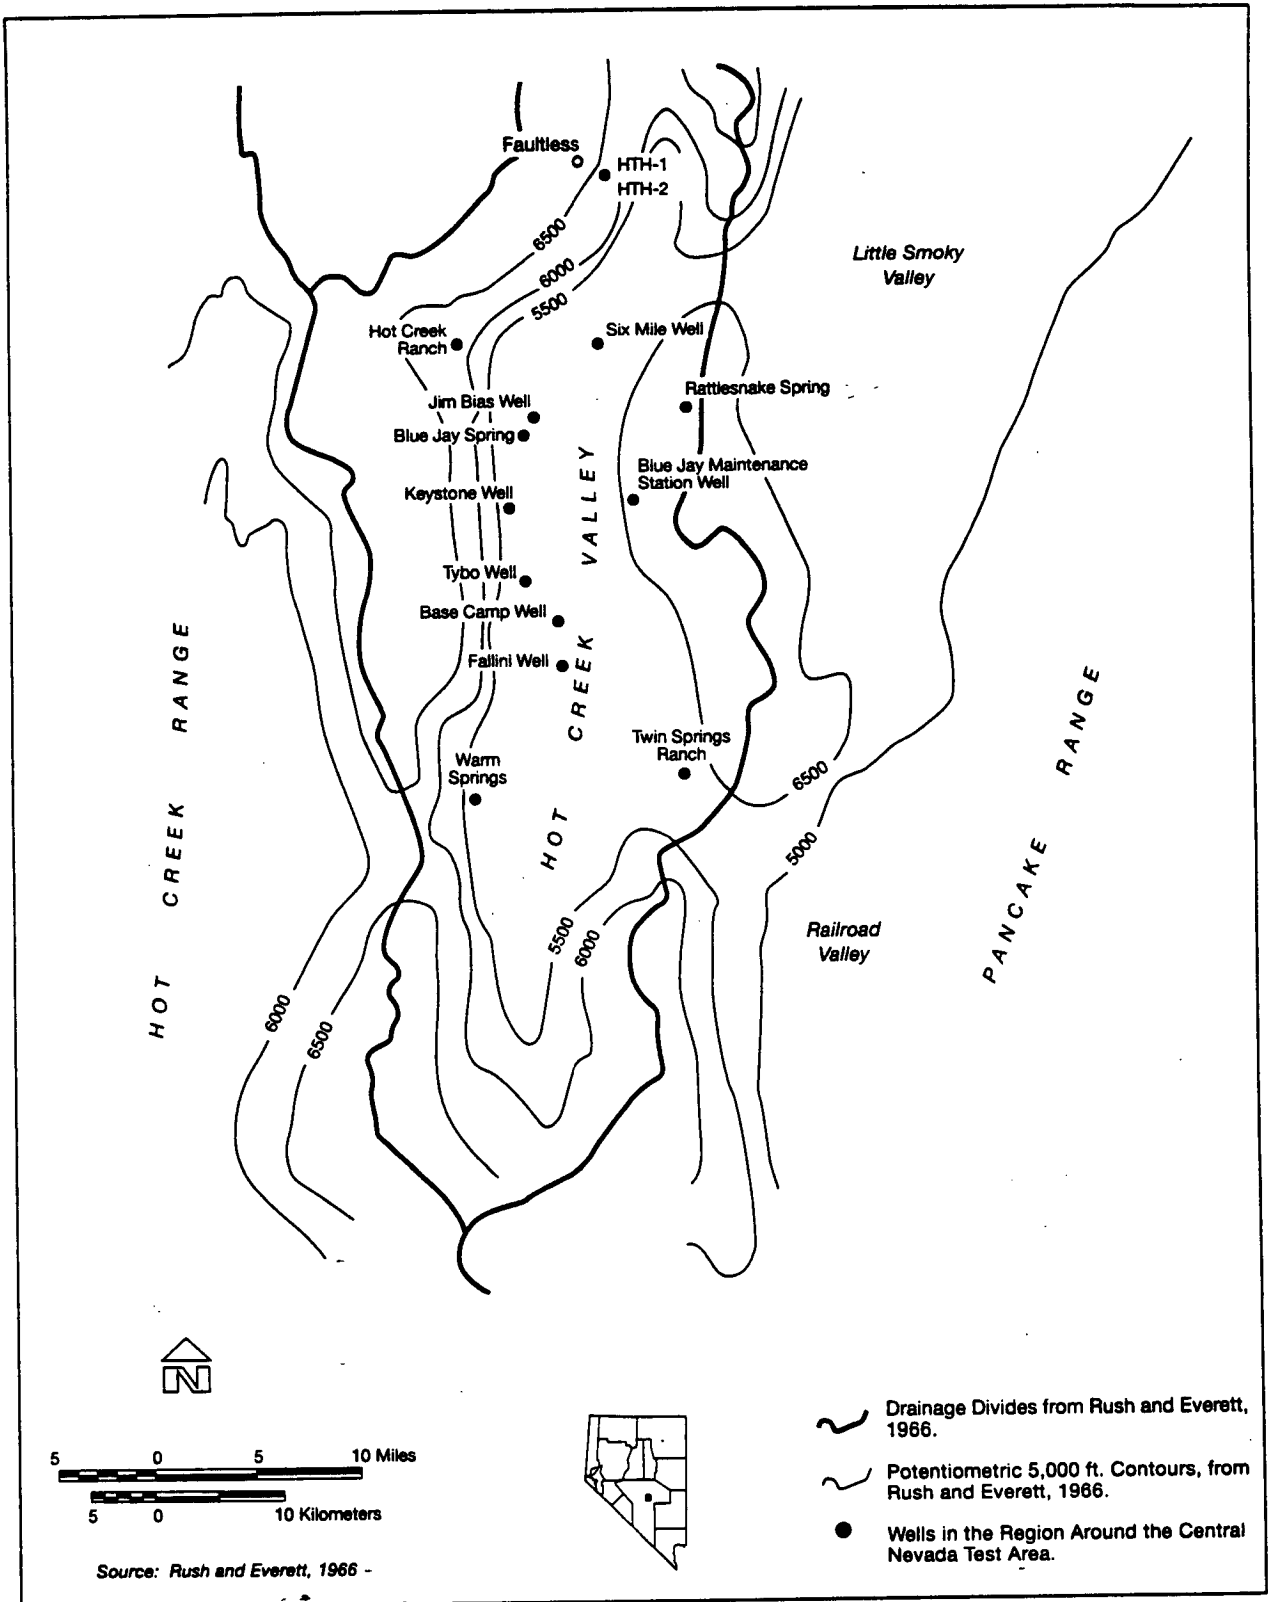 Faultless
HTH-1
HTH-2
6500
6000
5500
Little Smoky
Valley
Hot Creek
Ranch
Six Mile Well
Rattlesnake Spring
Jim Bias Well
Blue Jay Spring
Blue Jay Maintenance
Station Well
Keystone Well
Tybo Well
Base Camp Well
Fallini Well
HOT CREEK VALLEY
HOT CREEK RANGE
PANCAKE RANGE
Twin Springs
Ranch
Warm
Springs
6500
5000
5500
6000
Railroad
Valley
6000
6500
N
5 0 5 10 Miles
5 0 10 Kilometers
Source: Rush and Everett, 1966
Drainage Divides from Rush and Everett,
1966.
Potentiometric 5,000 ft. Contours, from
Rush and Everett, 1966.
Wells in the Region Around the Central
Nevada Test Area.